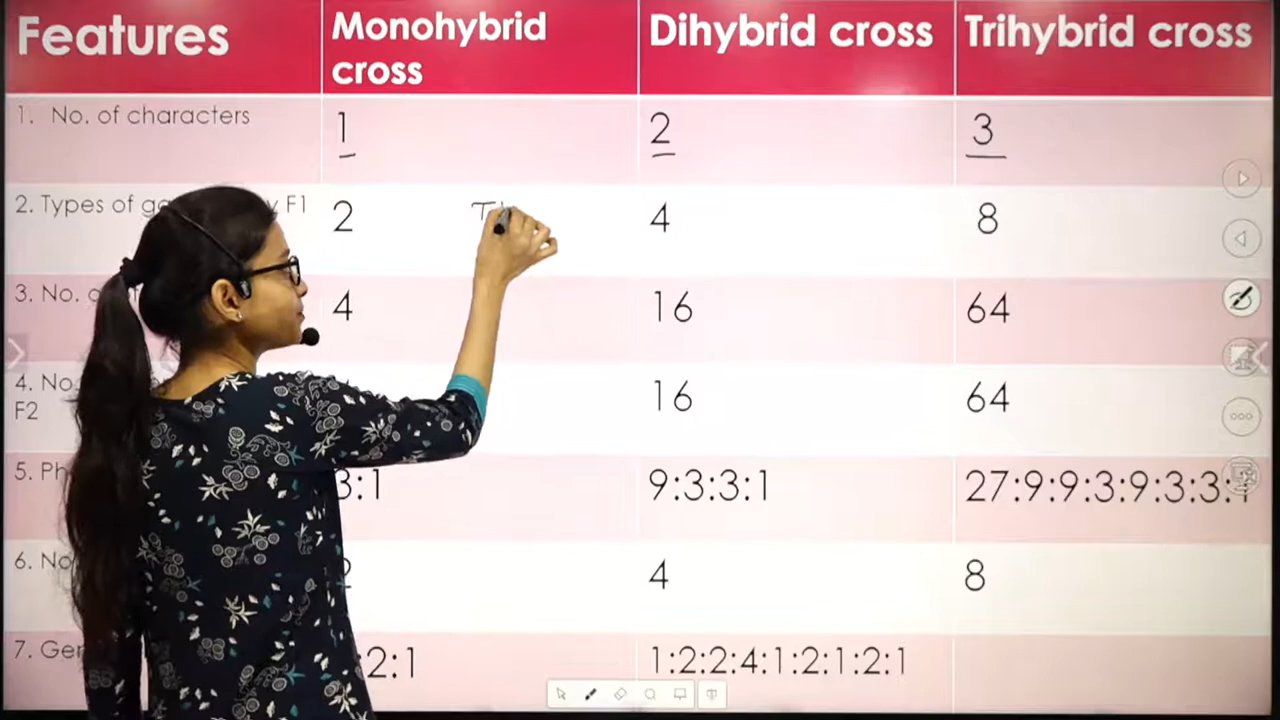 Features
Monohybrid
cross
Dihybrid cross
Trihybrid cross
1. No. of characters
1
2
3
2. Types of F1
2
4
8
3. No.
4
16
64
4. No
F2
16
64
5.
3:1
9:3:3:1
27:9:9:3:9:3:3:1
6. No
4
8
7.
2:1
1:2:2:4:1:2:1:2:1